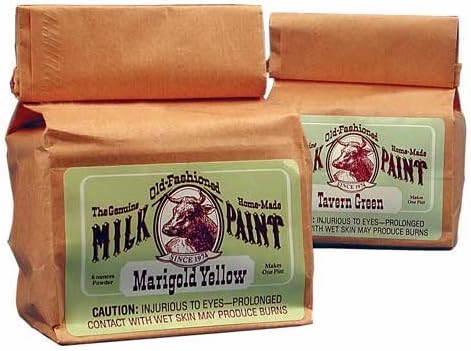 Old-Fashioned
The Genuine Home-Made
MILK PAINT
SINCE 1974
6 ounces Powder
Marigold Yellow
Makes One Pint
CAUTION: INJURIOUS TO EYES—PROLONGED
CONTACT WITH WET SKIN MAY PRODUCE BURNS
Old-Fashioned
Home-Made
PAINT
SINCE 1974
Tavern Green
Makes One Pint
: INJURIOUS TO EYES—PROLONGED
WITH WET SKIN MAY PRODUCE BURNS